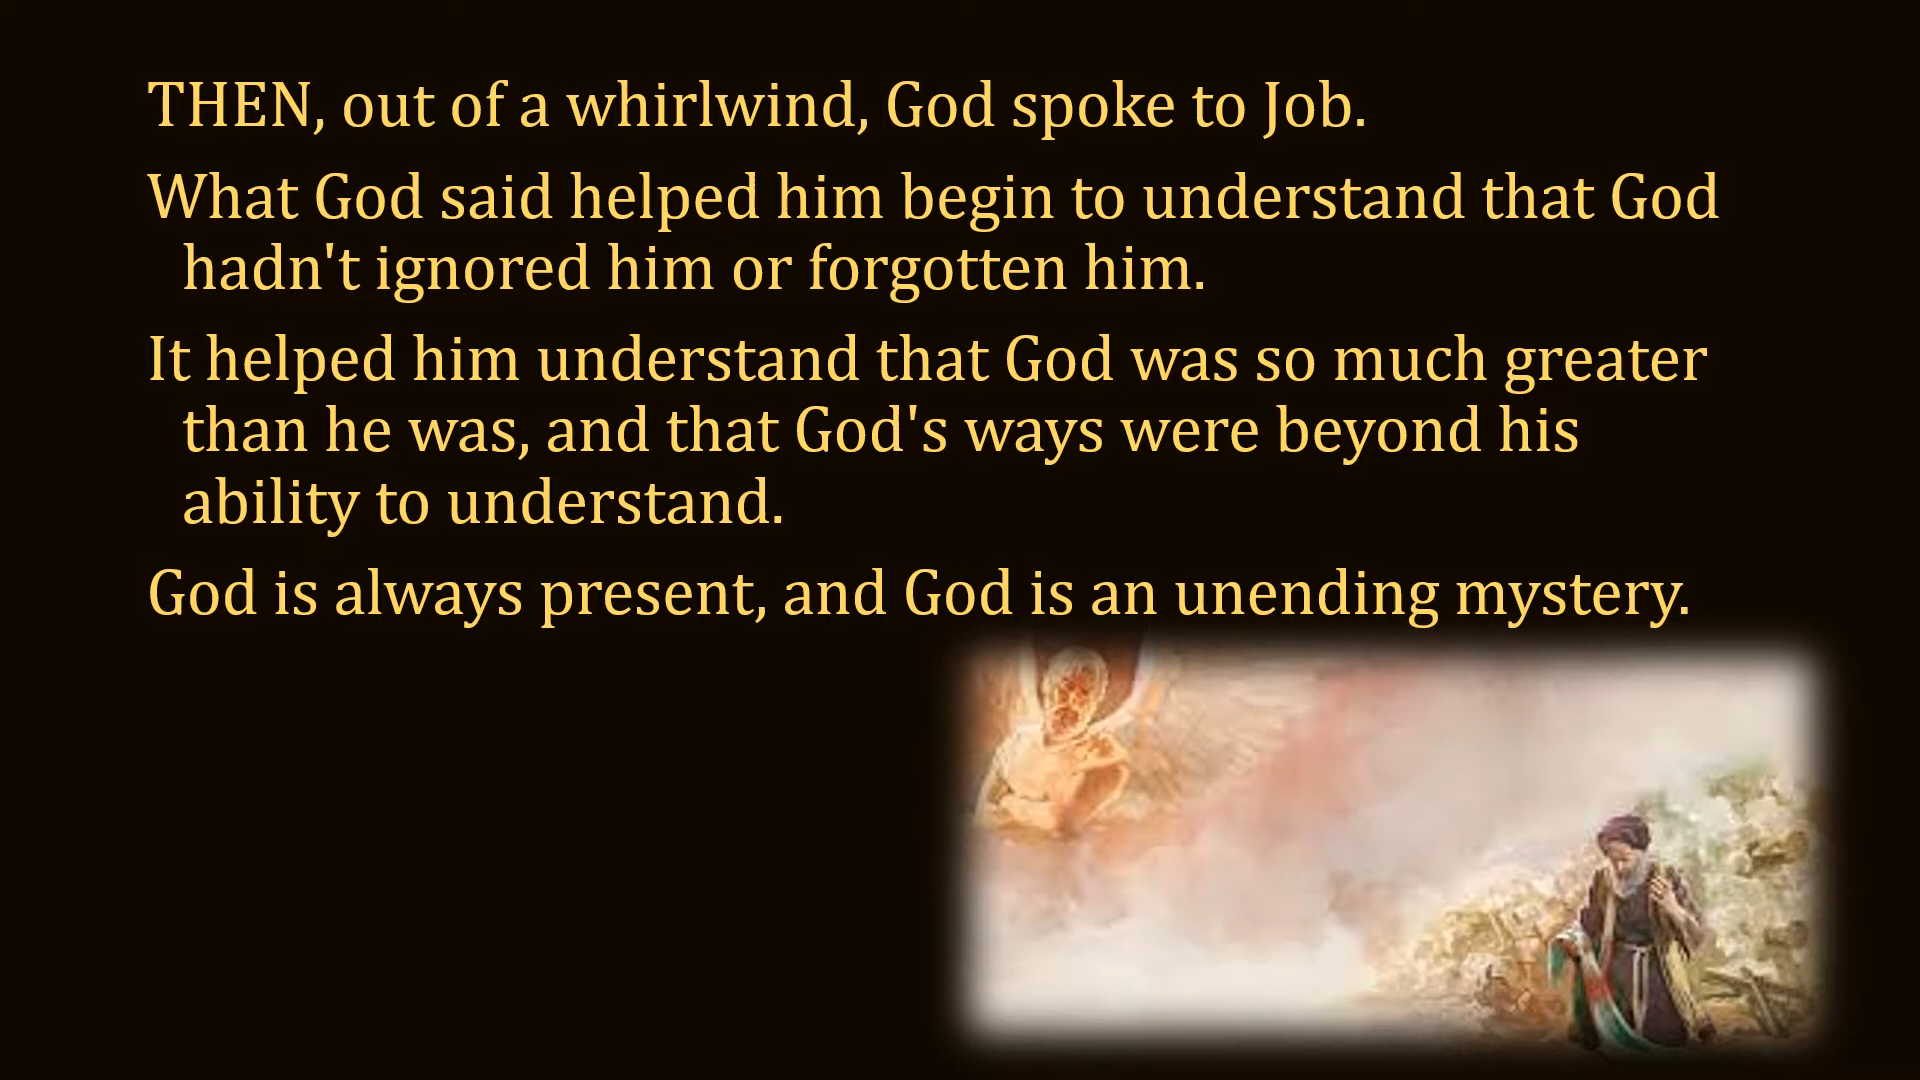 THEN, out of a whirlwind, God spoke to Job.
What God said helped him begin to understand that God
hadn't ignored him or forgotten him.
It helped him understand that God was so much greater
than he was, and that God's ways were beyond his
ability to understand.
God is always present, and God is an unending mystery.